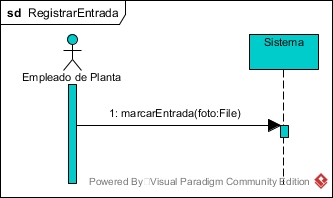 sd RegistrarEntrada
Empleado de Planta
Sistema
1: marcarEntrada(foto:File)
Powered By Visual Paradigm Community Edition